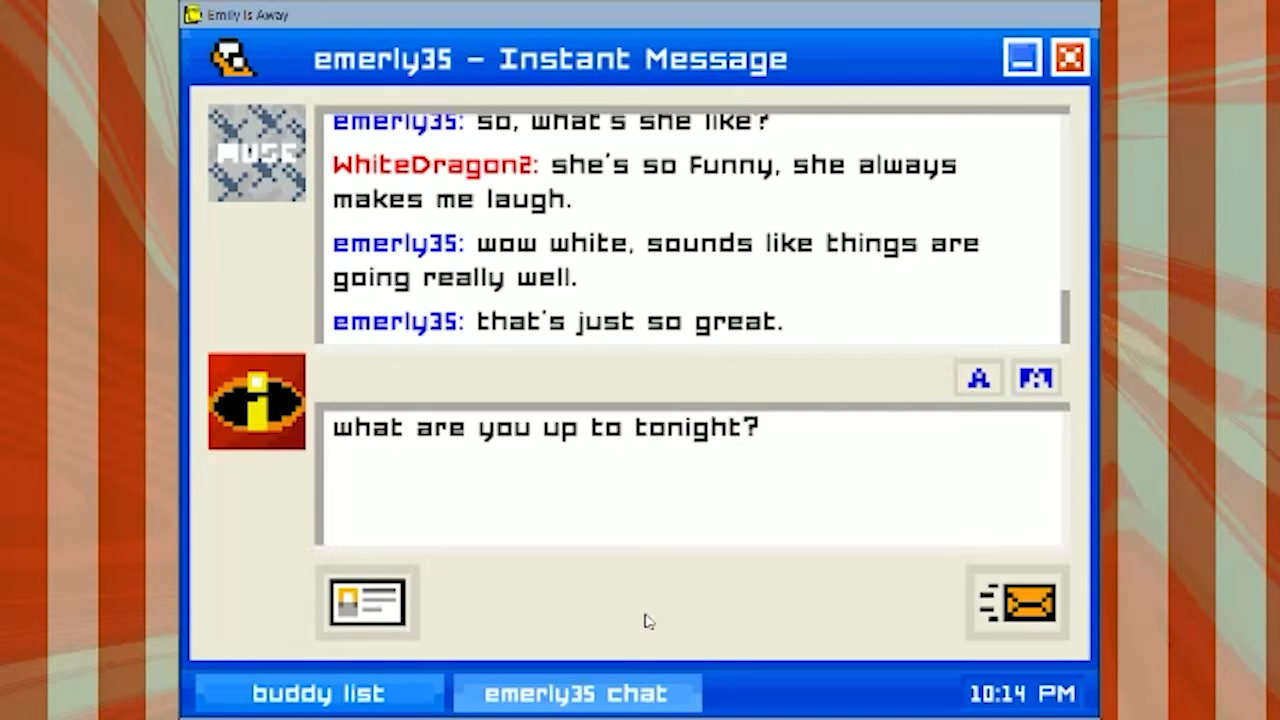 Emily is Away
emerly35 - Instant Message
MUSE
emerly35: so, what's she like?
WhiteDragon2: she's so funny, she always
makes me laugh.
emerly35: wow white, sounds like things are
going really well.
emerly35: that's just so great.
A
what are you up to tonight?
buddy list
emerly35 chat
10:14 PM